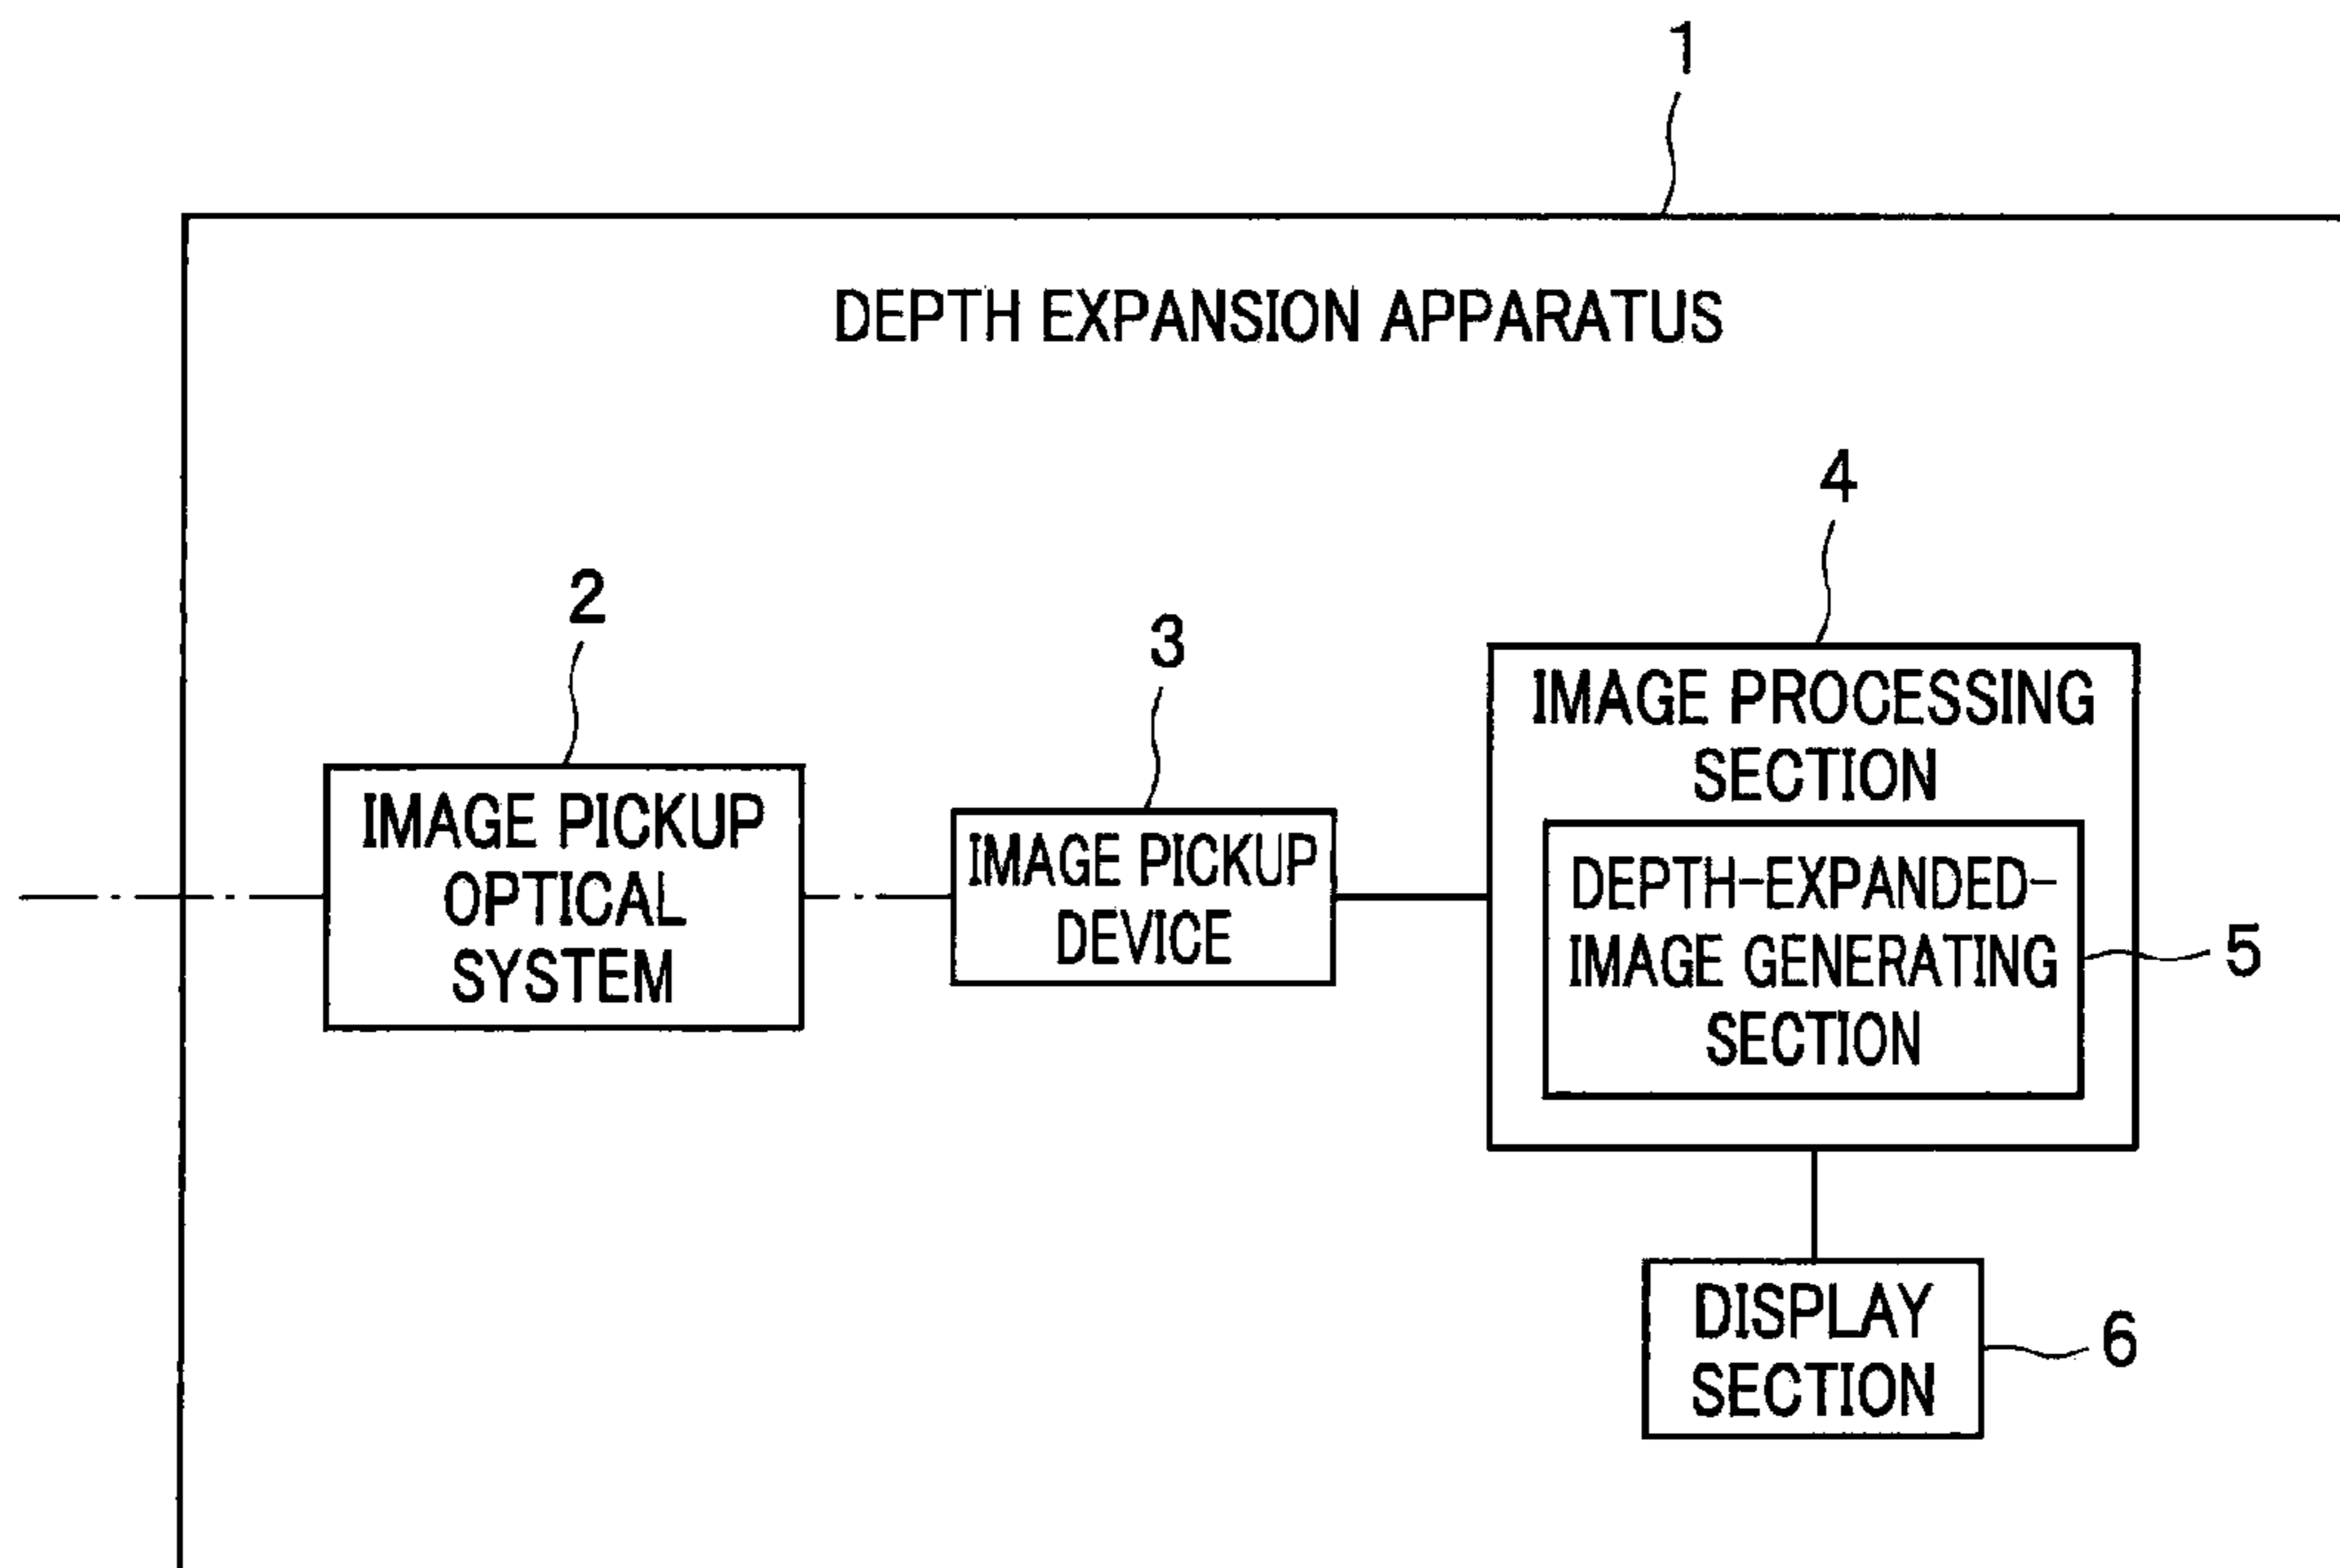 1
DEPTH EXPANSION APPARATUS
2
IMAGE PICKUP
OPTICAL
SYSTEM
3
IMAGE PICKUP
DEVICE
4
IMAGE PROCESSING
SECTION
DEPTH-EXPANDED-
IMAGE GENERATING
SECTION
5
DISPLAY
SECTION
6